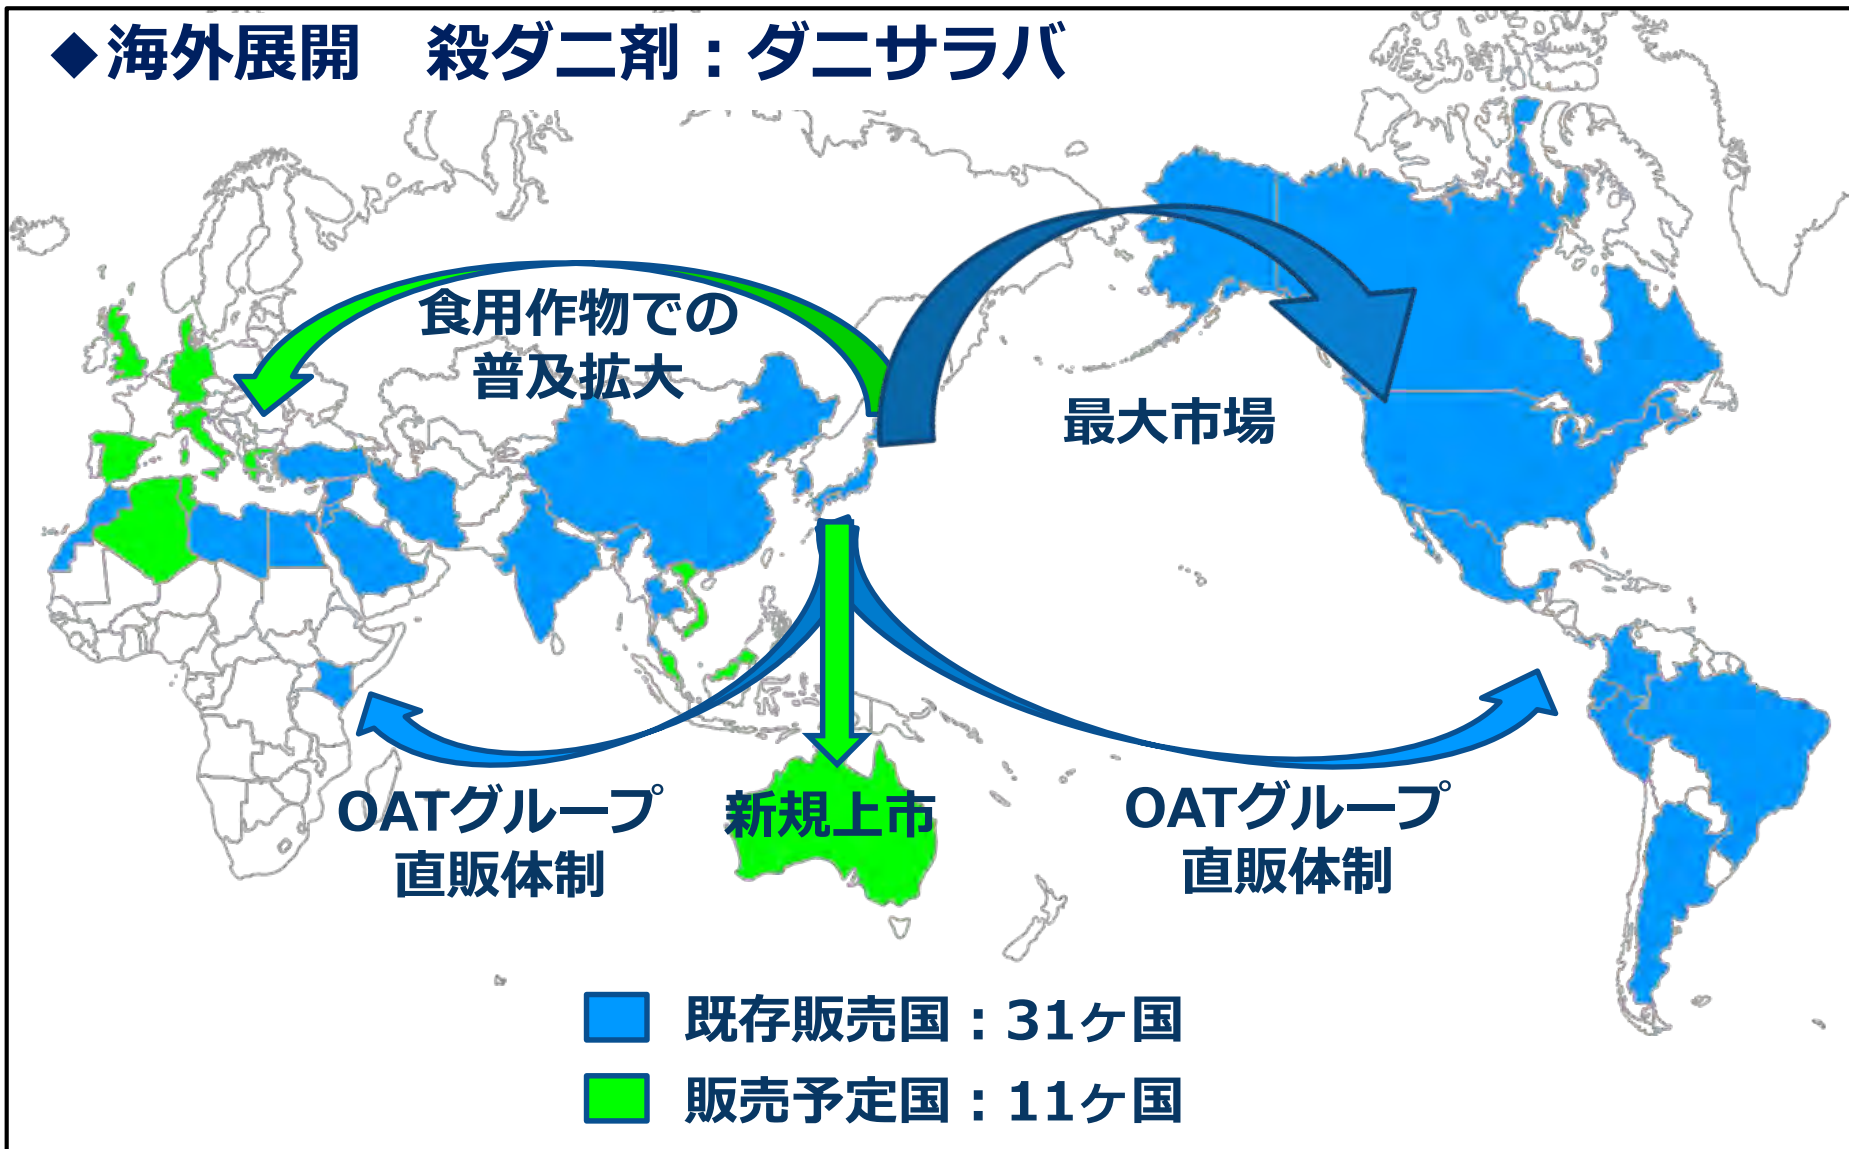 ◆海外展開　殺ダニ剤：ダニサラバ
食用作物での
普及拡大
最大市場
OATグループ
直販体制
新規上市
OATグループ
直販体制
既存販売国：31ヶ国
販売予定国：11ヶ国